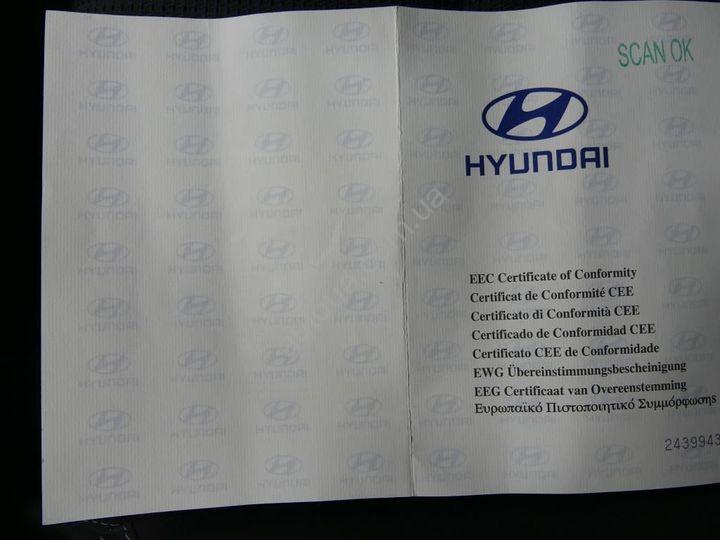 SCAN OK
HYUNDAI
EEC Certificate of Conformity
Certificat de Conformité CEE
Certificato di Conformità CEE
Certificado de Conformidad CEE
Certificato CEE de Conformidade
EWG Übereinstimmungsbescheinigung
EEG Certificaat van Overeenstemming
Ευρωπαϊκό Πιστοποιητικό Συμμόρφωσης
2439943